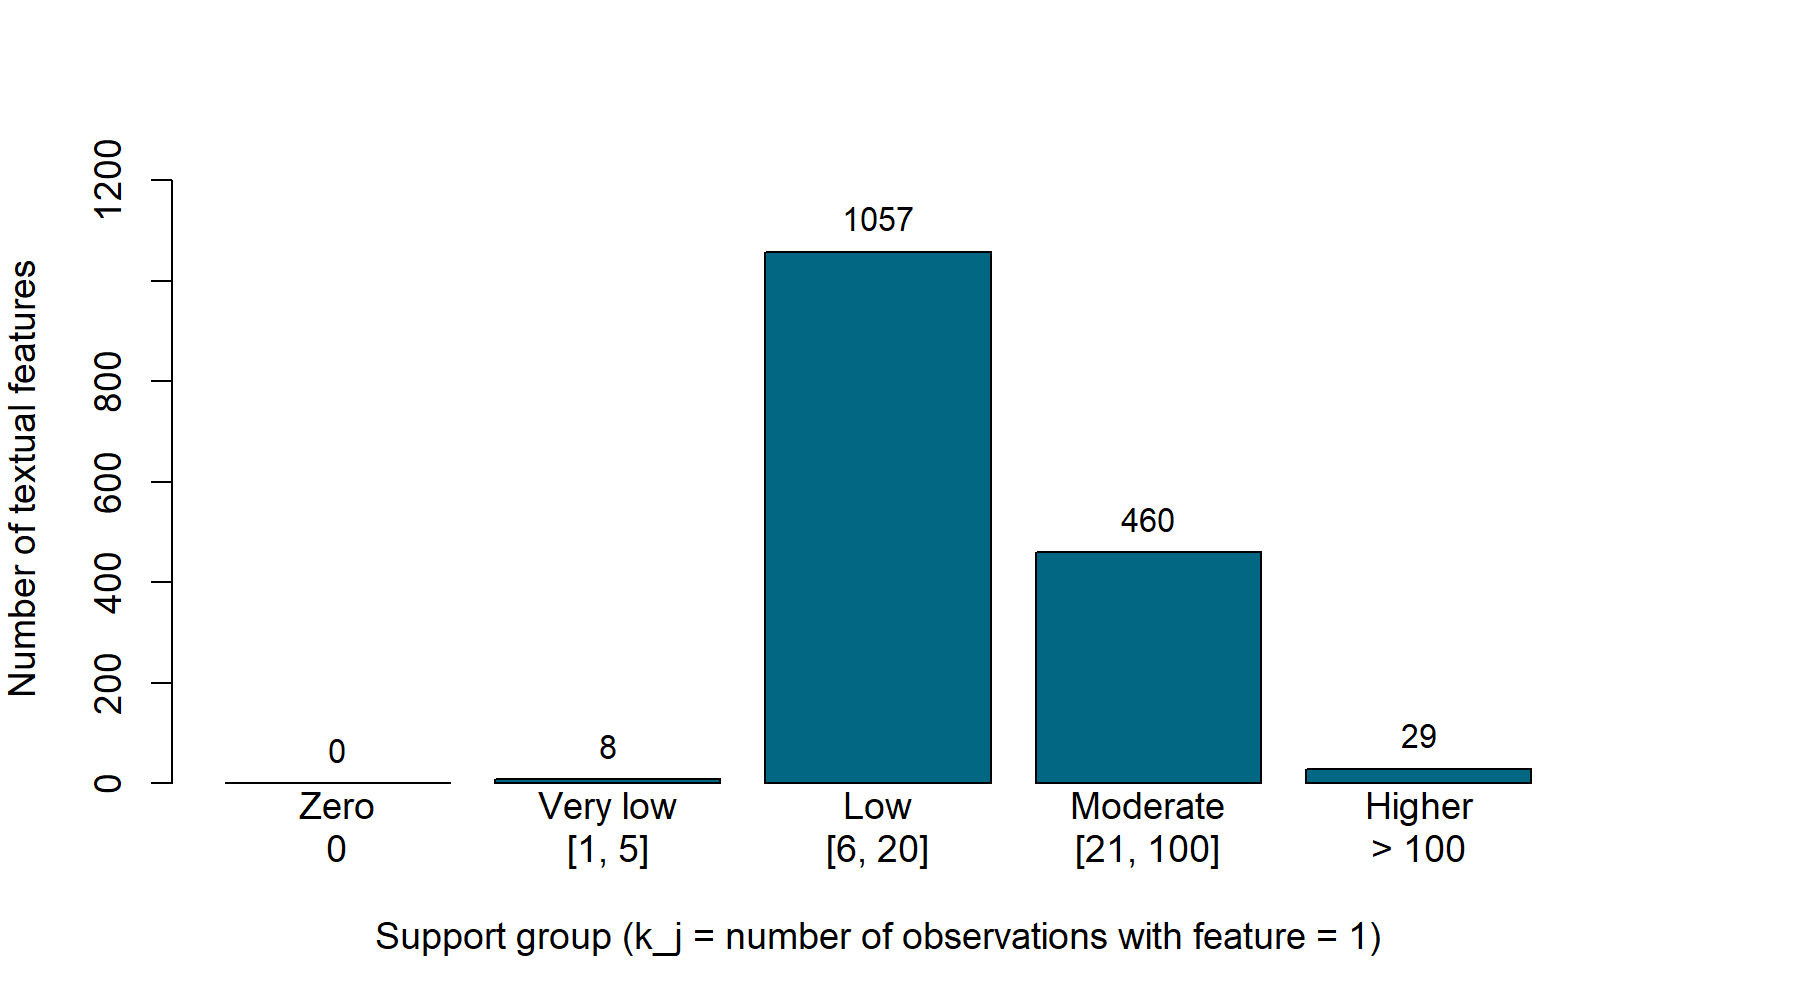 Number of textual features
1200
800
600
400
200
0
0
8
1057
460
29
Zero
0
Very low
[1, 5]
Low
[6, 20]
Moderate
[21, 100]
Higher
> 100
Support group (k_j = number of observations with feature = 1)